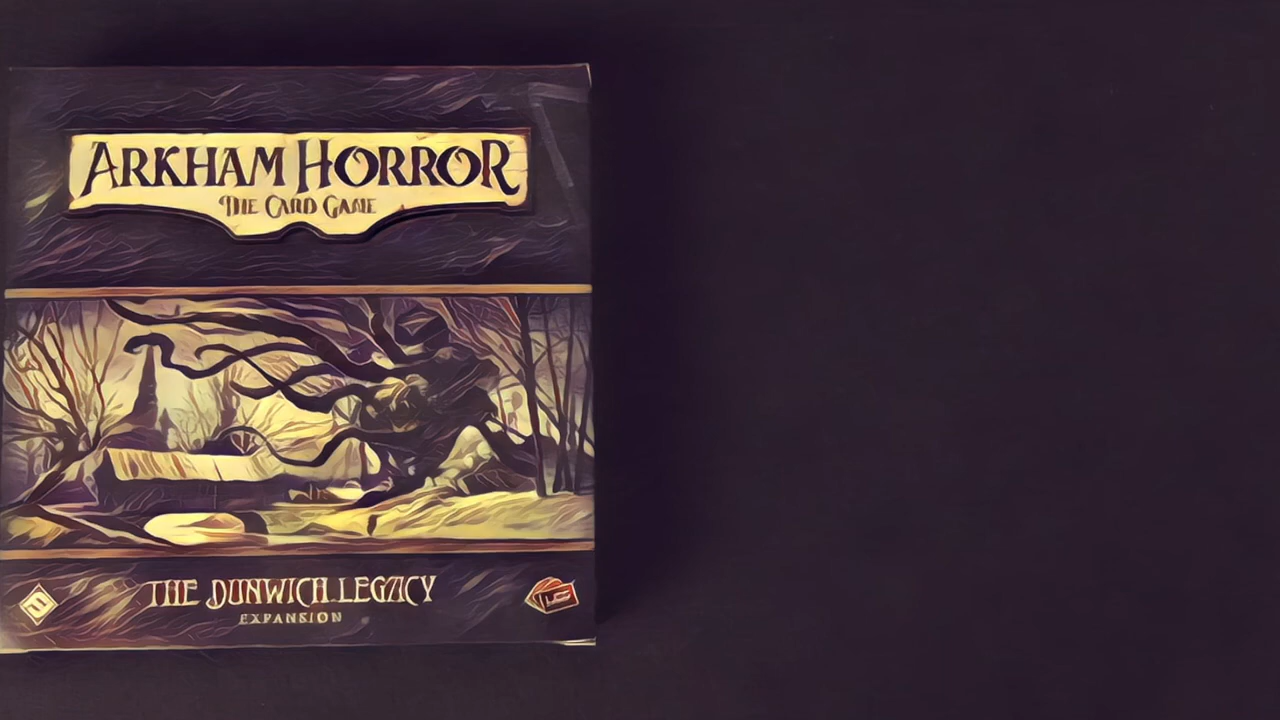 ARKHAM HORROR
THE CARD GAME
THE DUNWICH LEGACY
EXPANSION